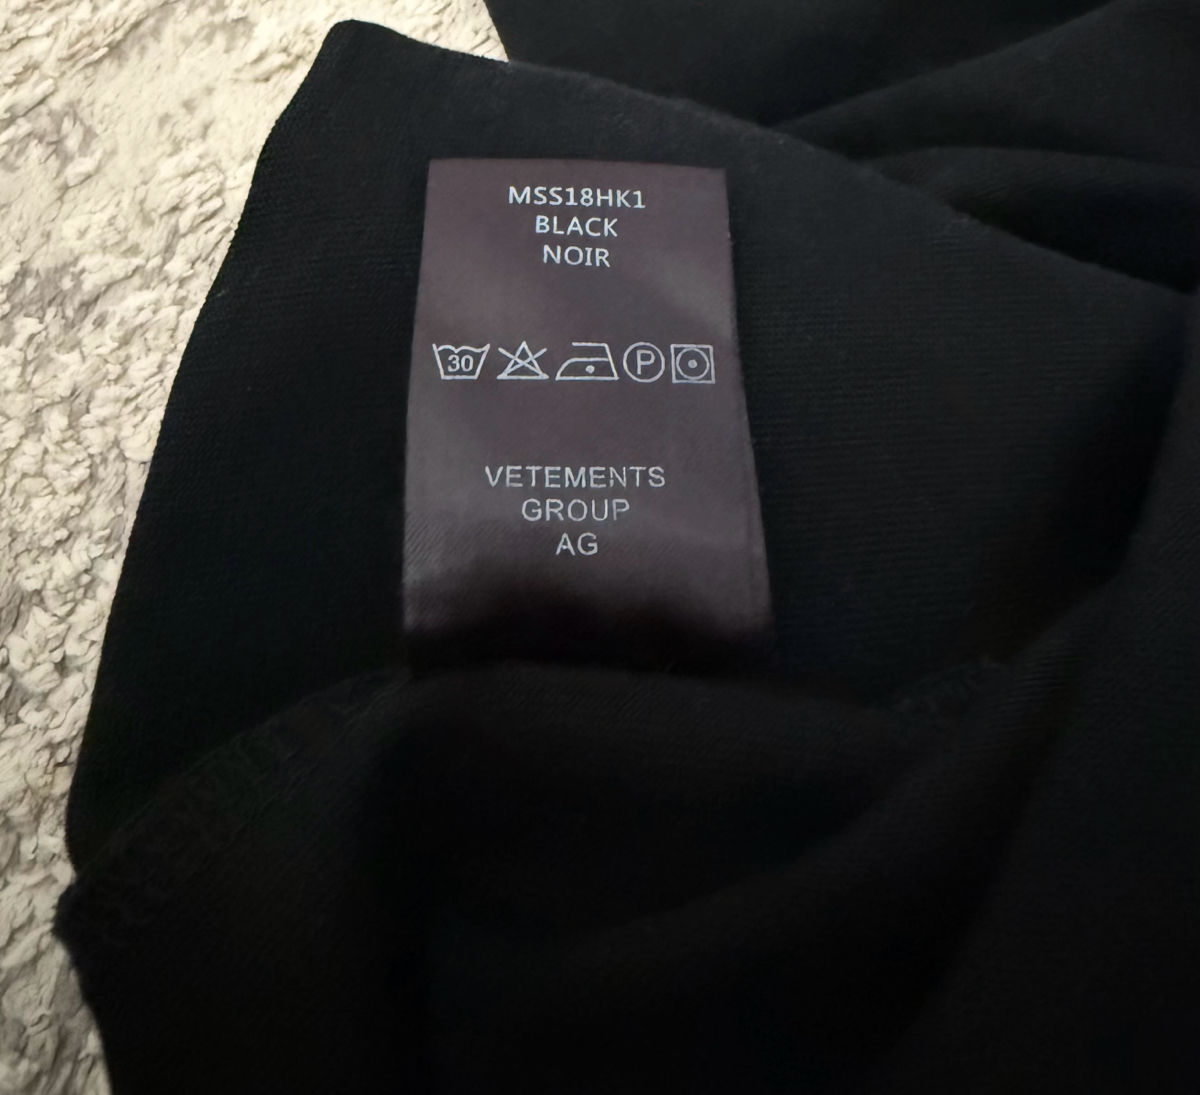 MSS18HK1
BLACK
NOIR
30 P
VETEMENTS
GROUP
AG